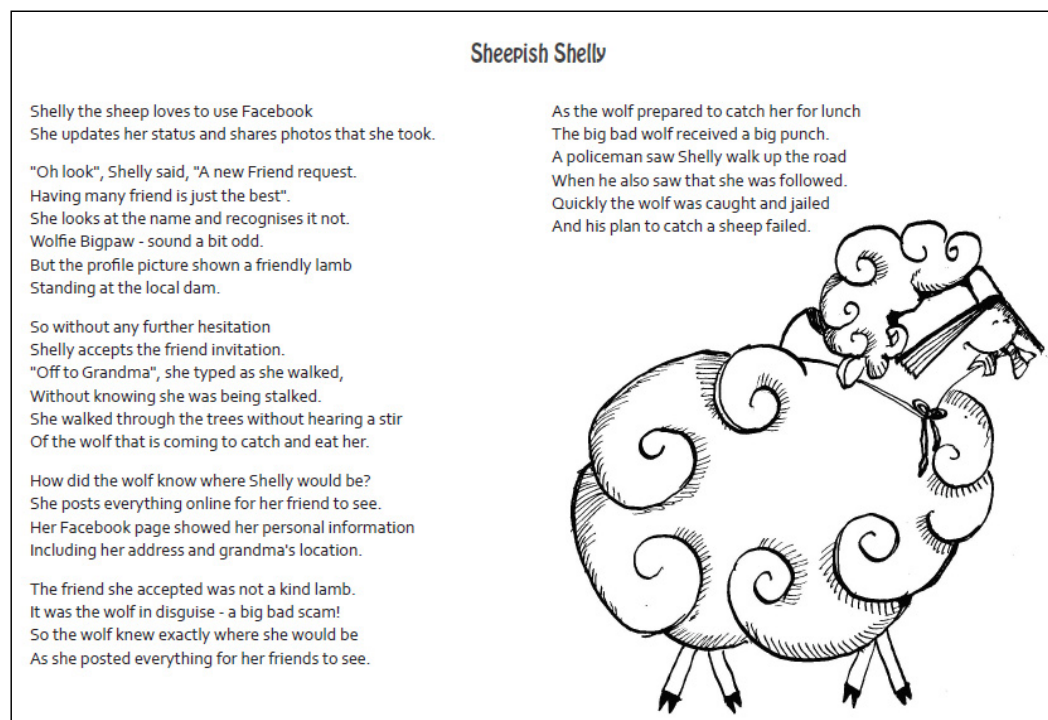 Sheepish Shelly
Shelly the sheep loves to use Facebook
She updates her status and shares photos that she took.
"Oh look", Shelly said, "A new Friend request.
Having many friend is just the best".
She looks at the name and recognises it not.
Wolfie Bigpaw - sound a bit odd.
But the profile picture shown a friendly lamb
Standing at the local dam.
So without any further hesitation
Shelly accepts the friend invitation.
"Off to Grandma", she typed as she walked,
Without knowing she was being stalked.
She walked through the trees without hearing a stir
Of the wolf that is coming to catch and eat her.
How did the wolf know where Shelly would be?
She posts everything online for her friend to see.
Her Facebook page showed her personal information
Including her address and grandma's location.
The friend she accepted was not a kind lamb.
It was the wolf in disguise - a big bad scam!
So the wolf knew exactly where she would be
As she posted everything for her friends to see.
As the wolf prepared to catch her for lunch
The big bad wolf received a big punch.
A policeman saw Shelly walk up the road
When he also saw that she was followed.
Quickly the wolf was caught and jailed
And his plan to catch a sheep failed.